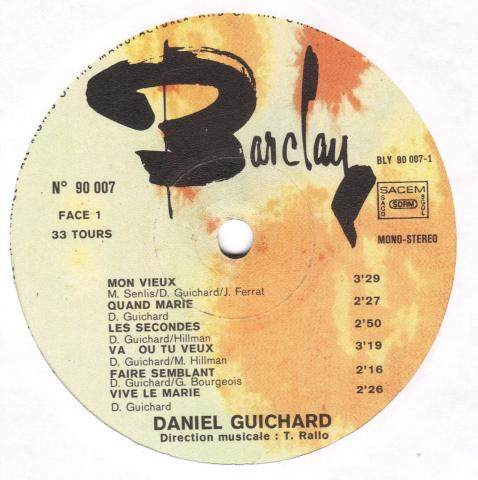 Barclay
BLY 90 007-1
N° 90 007
FACE 1
33 TOURS
SACEM
SACD
SDRM
SGDL
MONO-STEREO
MON VIEUX 3'29
M. Senlis/D. Guichard/J. Ferrat
QUAND MARIE 2'27
D. Guichard
LES SECONDES 2'50
D. Guichard/Hillman
VA OU TU VEUX 3'19
D. Guichard/M. Hillman
FAIRE SEMBLANT 2'16
D. Guichard/G. Bourgeois
VIVE LE MARIE 2'26
D. Guichard
DANIEL GUICHARD
Direction musicale : T. Rallo